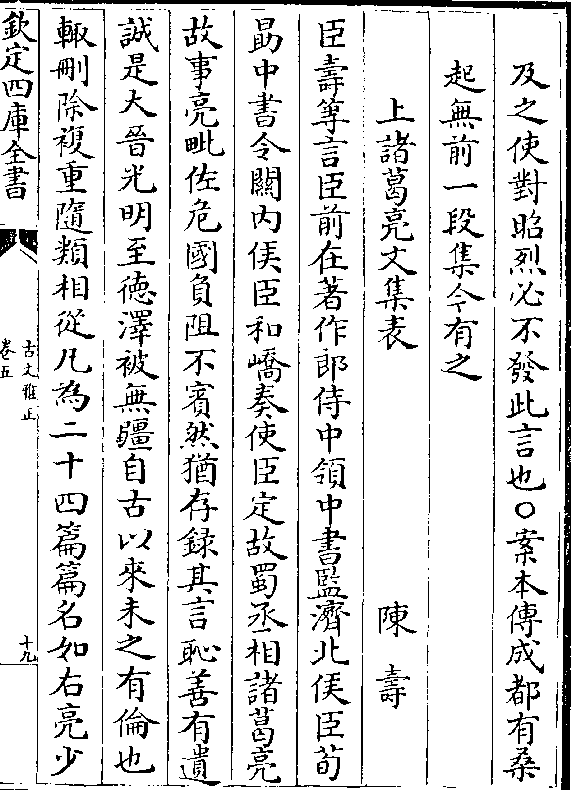 及之使對昭烈必不發此言也○案本傳成都有桑
起無前一段集今有之
上諸葛亮文集表　陳壽
臣壽等言臣前在著作郎侍中領中書監濟北侯臣荀
勗中書令關內侯臣和嶠奏使臣定故蜀丞相諸葛亮
故事亮毗佐危國負阻不賓然猶存録其言恥善有遺
誠是大晉光明至德澤被無疆自古以來未之有倫也
輙刪除複重隨類相從凡為二十四篇篇名如右亮少
欽定四庫全書
古文雅正
卷五
十九